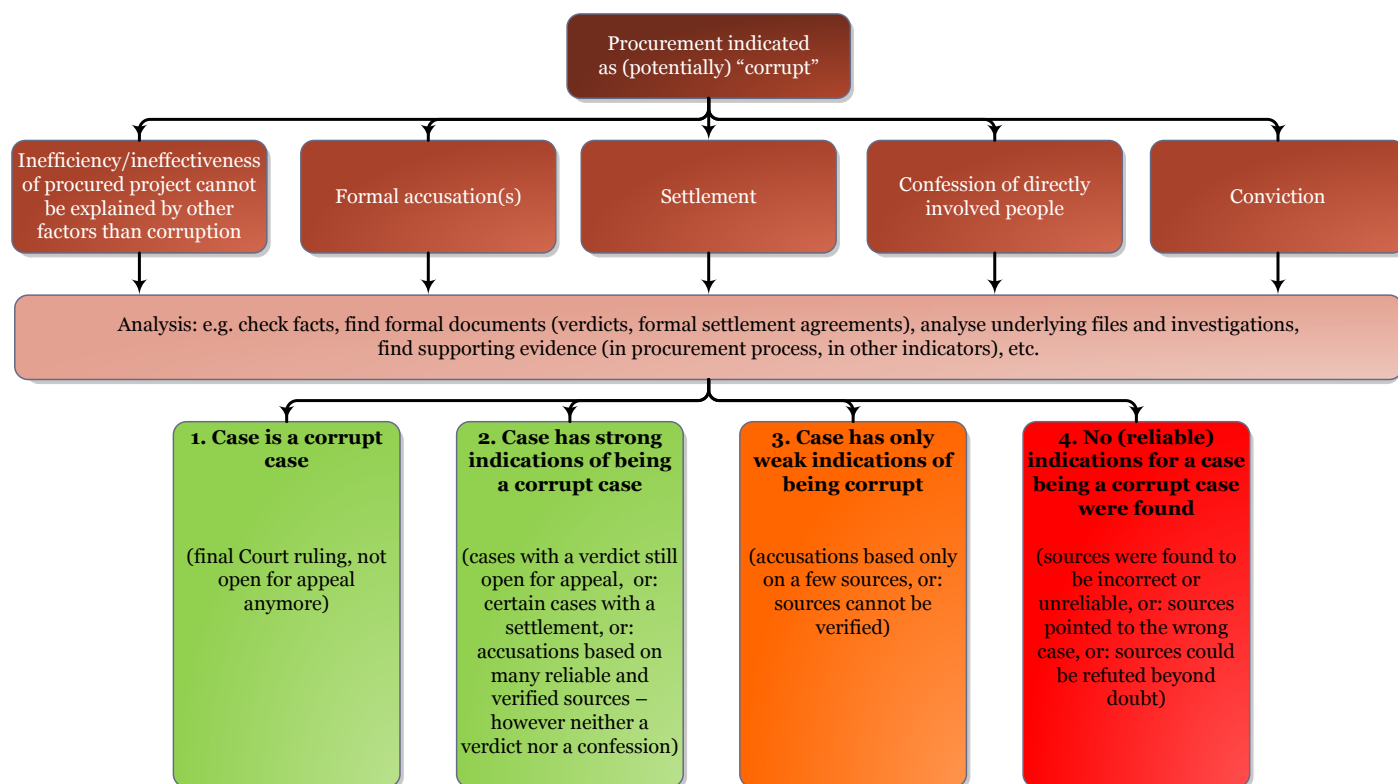 Procurement indicated
as (potentially) “corrupt”
Inefficiency/ineffectiveness
of procured project cannot
be explained by other
factors than corruption
Formal accusation(s)
Settlement
Confession of directly
involved people
Conviction
Analysis: e.g. check facts, find formal documents (verdicts, formal settlement agreements), analyse underlying files and investigations,
find supporting evidence (in procurement process, in other indicators), etc.
1. Case is a corrupt
case
(final Court ruling, not
open for appeal
anymore)
2. Case has strong
indications of being
a corrupt case
(cases with a verdict still
open for appeal, or:
certain cases with a
settlement, or:
accusations based on
many reliable and
verified sources –
however neither a
verdict nor a confession)
3. Case has only
weak indications of
being corrupt
(accusations based only
on a few sources, or:
sources cannot be
verified)
4. No (reliable)
indications for a case
being a corrupt case
were found
(sources were found to
be incorrect or
unreliable, or: sources
pointed to the wrong
case, or: sources could
be refuted beyond
doubt)